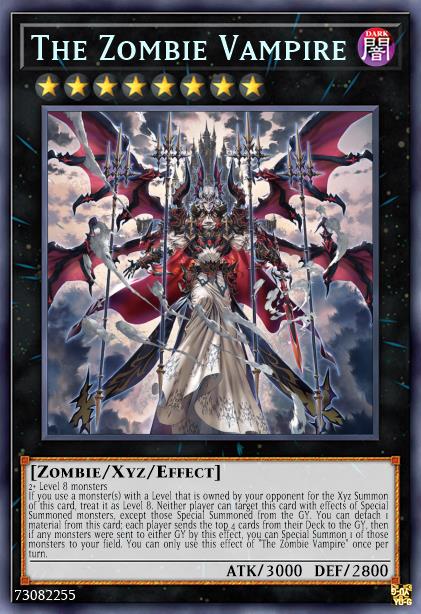 THE ZOMBIE VAMPIRE
DARK
闇
[ZOMBIE/XYZ/EFFECT]
2+ Level 8 monsters
If you use a monster(s) with a Level that is owned by your opponent for the Xyz Summon
of this card, treat it as Level 8. Neither player can target this card with effects of Special
Summoned monsters, except those Special Summoned from the GY. You can detach 1
material from this card; each player sends the top 4 cards from their Deck to the GY, then
if any monsters were sent to either GY by this effect, you can Special Summon 1 of those
monsters to your field. You can only use this effect of "The Zombie Vampire" once per
turn.
ATK/3000 DEF/2800
73082255